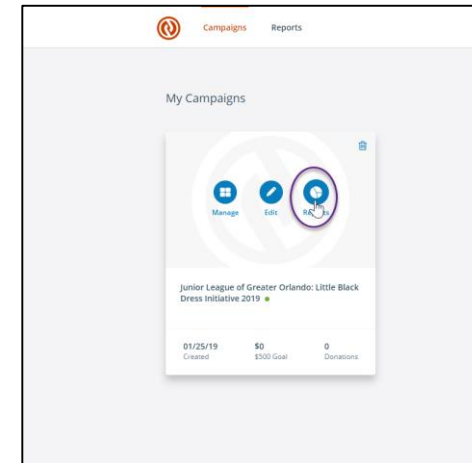 Campaigns Reports
My Campaigns
Manage Edit
Junior League of Greater Orlando: Little Black
Dress Initiative 2019
01/25/19 $0 0
Created $500 Goal Donations